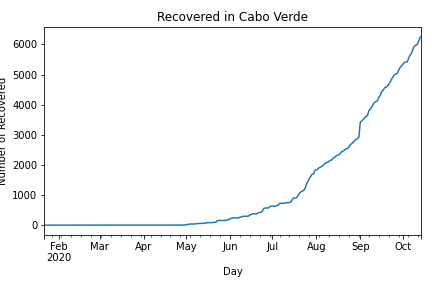 Recovered in Cabo Verde
6000
5000
4000
3000
2000
1000
0
Number of Recovered
Feb Mar Apr May Jun Jul Aug Sep Oct
2020
Day